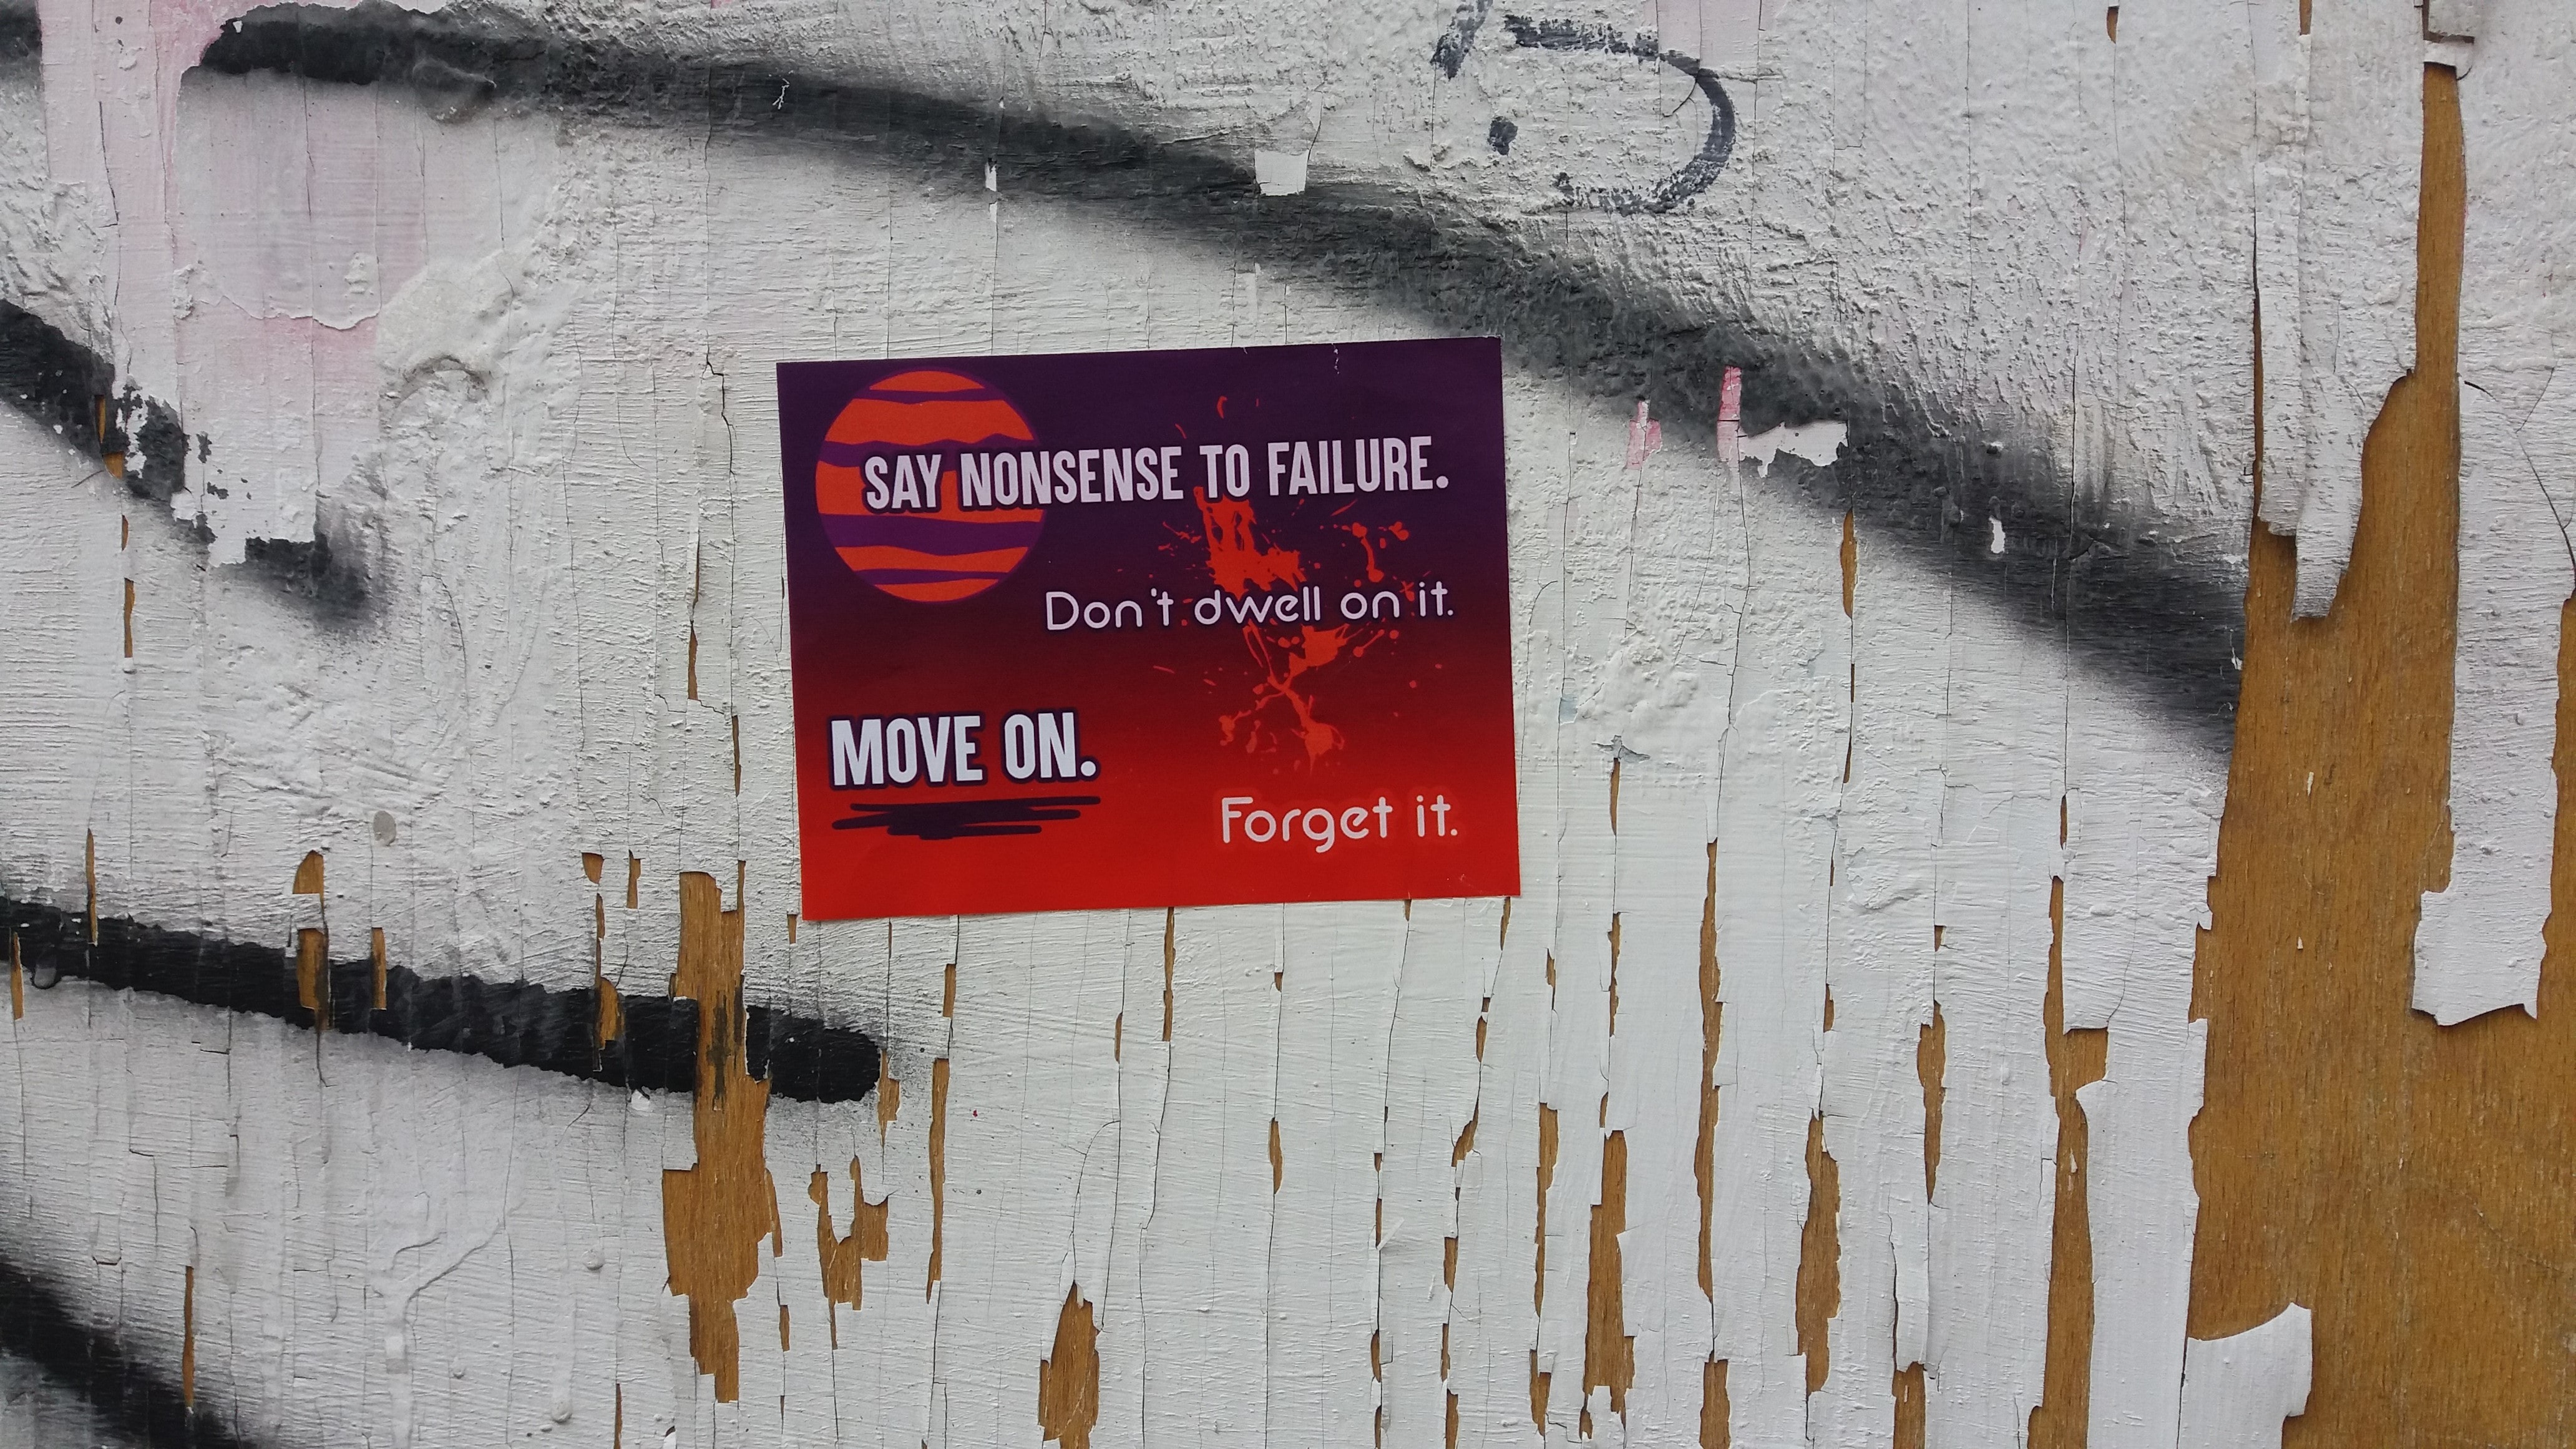 SAY NONSENSE TO FAILURE.
Don't dwell on it.
MOVE ON.
Forget it.